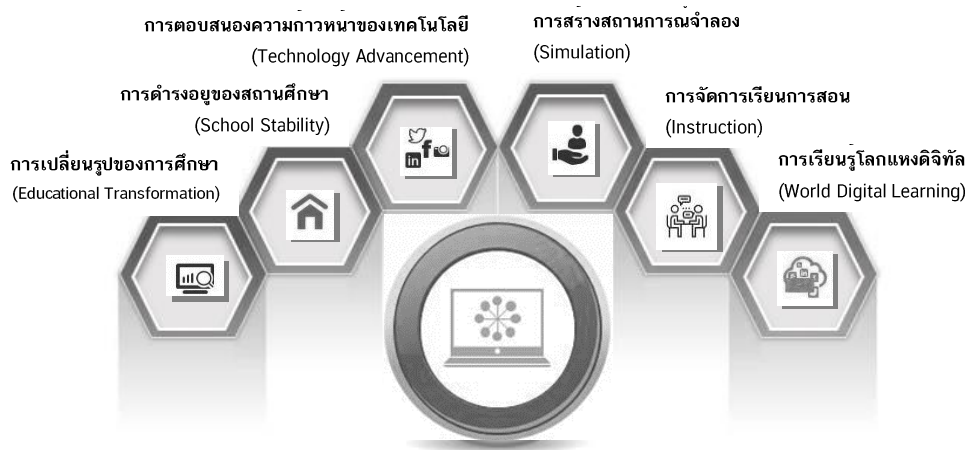 การเปลี่ยนรูปของการศึกษา
(Educational Transformation)
การดำรงอยูของสถานศึกษา
(School Stability)
การตอบสนองความก้าวหน้าของเทคโนโลยี
(Technology Advancement)
การสร้างสถานการณ์จำลอง
(Simulation)
การจัดการเรียนการสอน
(Instruction)
การเรียนรู้โลกแหงดิจิทัล
(World Digital Learning)